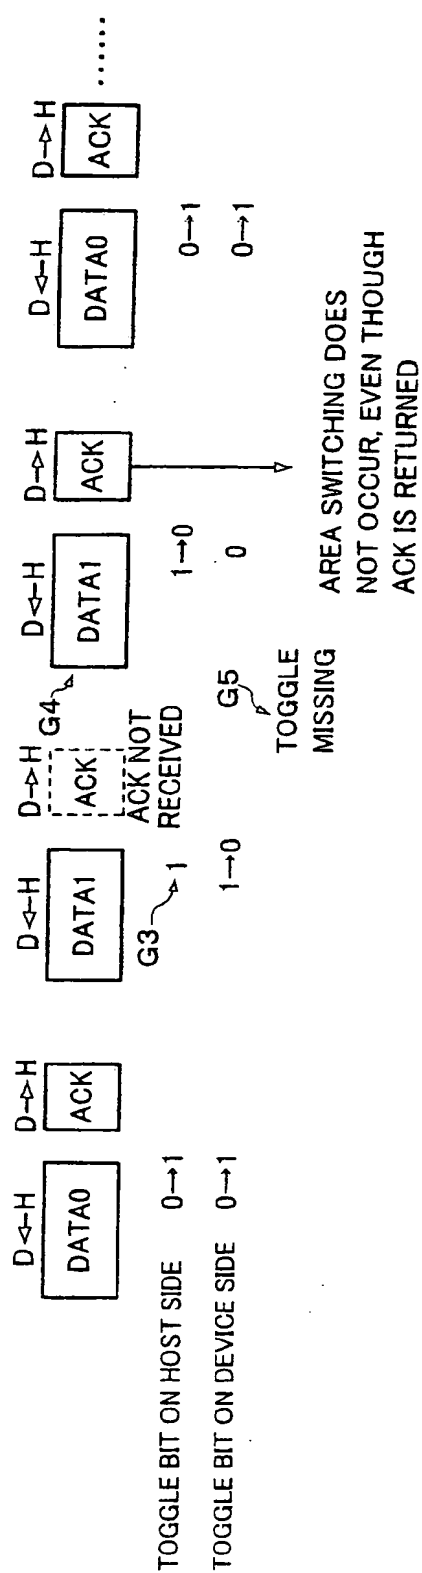 D←H D→H D←H D→H D←H D→H D←H D→H
DATA0 ACK DATA1 ACK DATA1 ACK DATA0 ACK ......
ACK NOT
RECEIVED
G4
TOGGLE BIT ON HOST SIDE 0→1 G3 1 1→0 0→1
TOGGLE BIT ON DEVICE SIDE 0→1 1→0 G5 0 0→1
TOGGLE
MISSING
AREA SWITCHING DOES
NOT OCCUR, EVEN THOUGH
ACK IS RETURNED